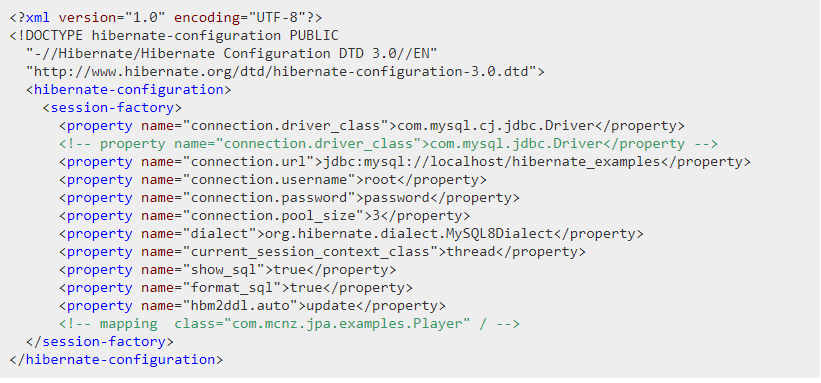 <?xml version="1.0" encoding="UTF-8"?>
<!DOCTYPE hibernate-configuration PUBLIC
  "-//Hibernate/Hibernate Configuration DTD 3.0//EN"
  "http://www.hibernate.org/dtd/hibernate-configuration-3.0.dtd">
  <hibernate-configuration>
    <session-factory>
      <property name="connection.driver_class">com.mysql.cj.jdbc.Driver</property>
      <!-- property name="connection.driver_class">com.mysql.jdbc.Driver</property -->
      <property name="connection.url">jdbc:mysql://localhost/hibernate_examples</property>
      <property name="connection.username">root</property>
      <property name="connection.password">password</property>
      <property name="connection.pool_size">3</property>
      <property name="dialect">org.hibernate.dialect.MySQL8Dialect</property>
      <property name="current_session_context_class">thread</property>
      <property name="show_sql">true</property>
      <property name="format_sql">true</property>
      <property name="hbm2ddl.auto">update</property>
      <!-- mapping  class="com.mcnz.jpa.examples.Player" / -->
  </session-factory>
</hibernate-configuration>